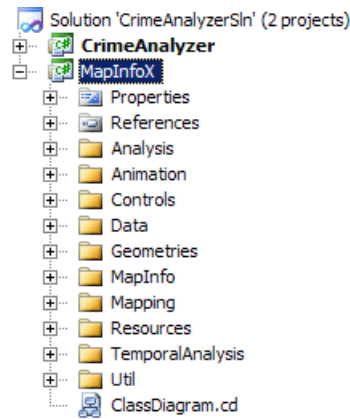 Solution 'CrimeAnalyzerSln' (2 projects)
CrimeAnalyzer
MapInfoX
Properties
References
Analysis
Animation
Controls
Data
Geometries
MapInfo
Mapping
Resources
TemporalAnalysis
Util
ClassDiagram.cd